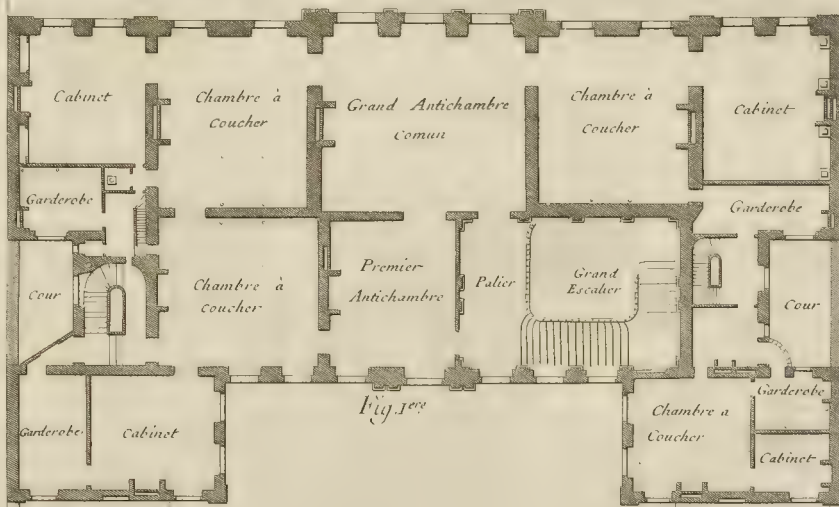 Cabinet
Chambre à
Coucher
Grand Antichambre
Comun
Chambre à
Coucher
Cabinet
Garderobe
Garderobe
Cour
Chambre à
coucher
Premier
Antichambre
Palier
Grand
Escalier
Cour
Garderobe
Cabinet
Fig. 1ere
Chambre a
Coucher
Garderobe
Cabinet